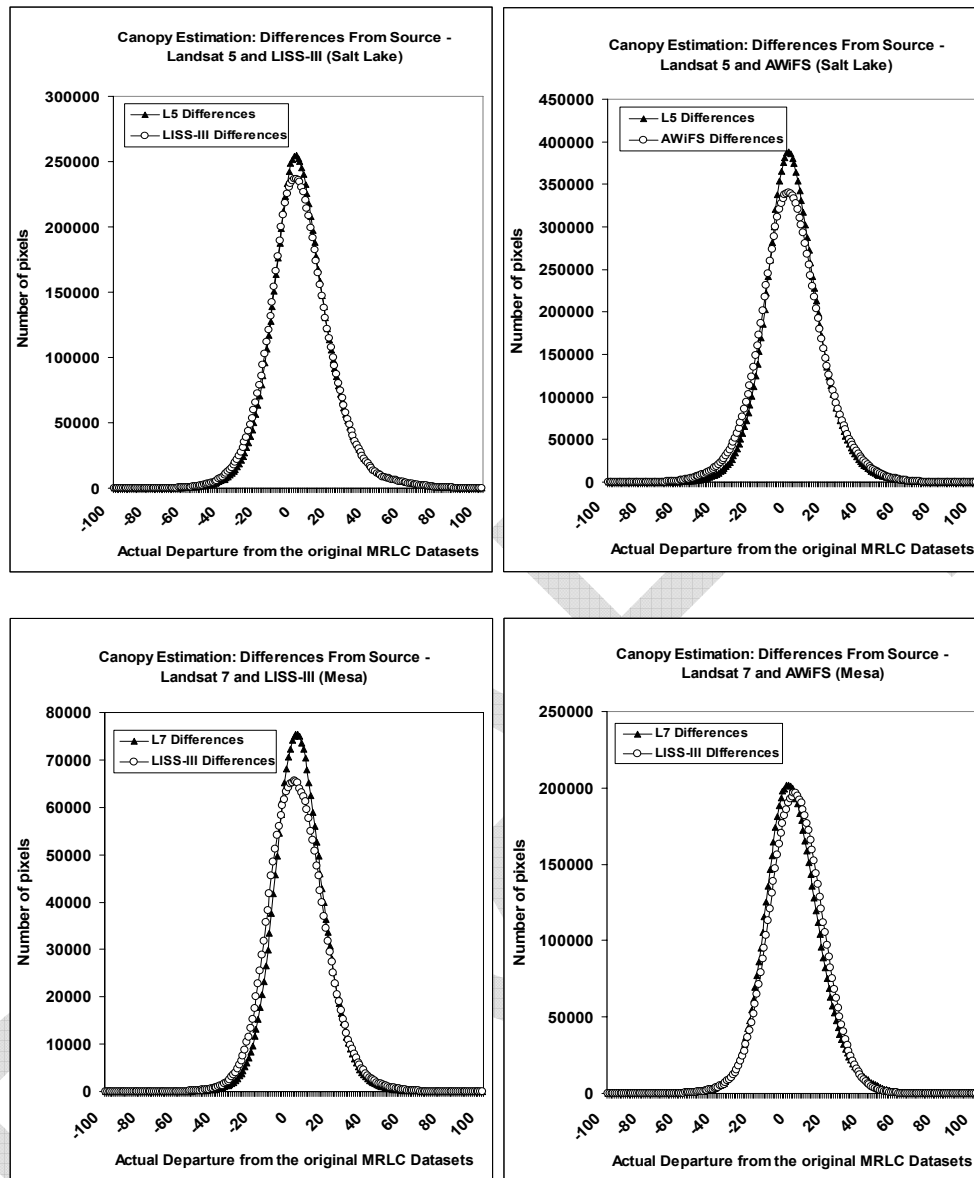 Canopy Estimation: Differences From Source -
Landsat 5 and LISS-III (Salt Lake)
300000
250000
200000
150000
100000
50000
0
L5 Differences
LISS-III Differences
Number of pixels
-100 -80 -60 -40 -20 0 20 40 60 80 100
Actual Departure from the original MRLC Datasets
Canopy Estimation: Differences From Source -
Landsat 5 and AWiFS (Salt Lake)
450000
400000
350000
300000
250000
200000
150000
100000
50000
0
L5 Differences
AWiFS Differences
Number of pixels
-100 -80 -60 -40 -20 0 20 40 60 80 100
Actual Departure from the original MRLC Datasets
Canopy Estimation: Differences From Source -
Landsat 7 and LISS-III (Mesa)
80000
70000
60000
50000
40000
30000
20000
10000
0
L7 Differences
LISS-III Differences
Number of pixels
-100 -80 -60 -40 -20 0 20 40 60 80 100
Actual Departure from the original MRLC Datasets
Canopy Estimation: Differences From Source -
Landsat 7 and AWiFS (Mesa)
250000
200000
150000
100000
50000
0
L7 Differences
LISS-III DIfferences
Number of pixels
-100 -80 -60 -40 -20 0 20 40 60 80 100
Actual Departure from the original MRLC Datasets